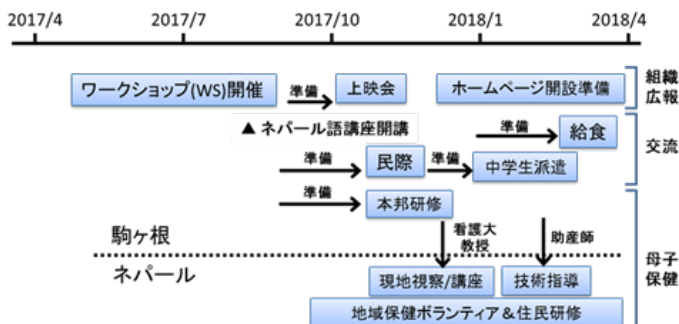 2017/4
2017/7
2017/10
2018/1
2018/4
ワークショップ(WS)開催
準備
上映会
ホームページ開設準備
組織
広報
▲ ネパール語講座開講
準備
給食
交流
準備
民際
準備
中学生派遣
準備
本邦研修
看護大
教授
助産師
駒ヶ根
ネパール
母子
保健
現地視察/講座
技術指導
地域保健ボランティア＆住民研修